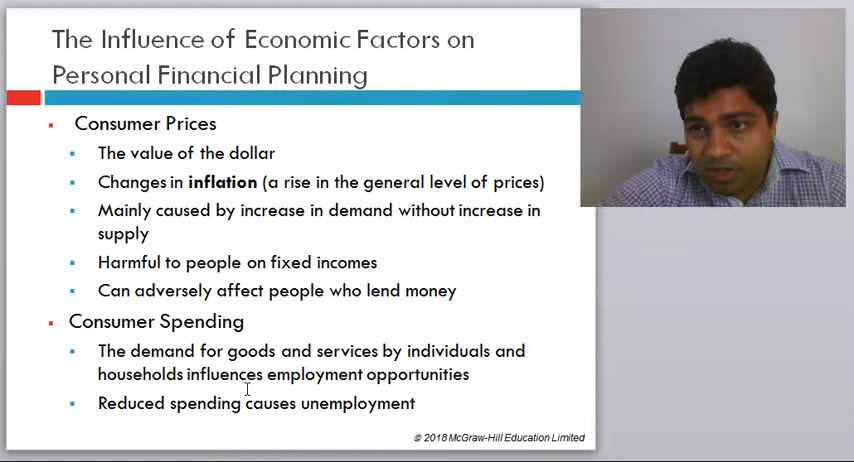 The Influence of Economic Factors on
Personal Financial Planning
Consumer Prices
The value of the dollar
Changes in inflation (a rise in the general level of prices)
Mainly caused by increase in demand without increase in
supply
Harmful to people on fixed incomes
Can adversely affect people who lend money
Consumer Spending
The demand for goods and services by individuals and
households influences employment opportunities
Reduced spending causes unemployment
© 2018 McGraw-Hill Education Limited